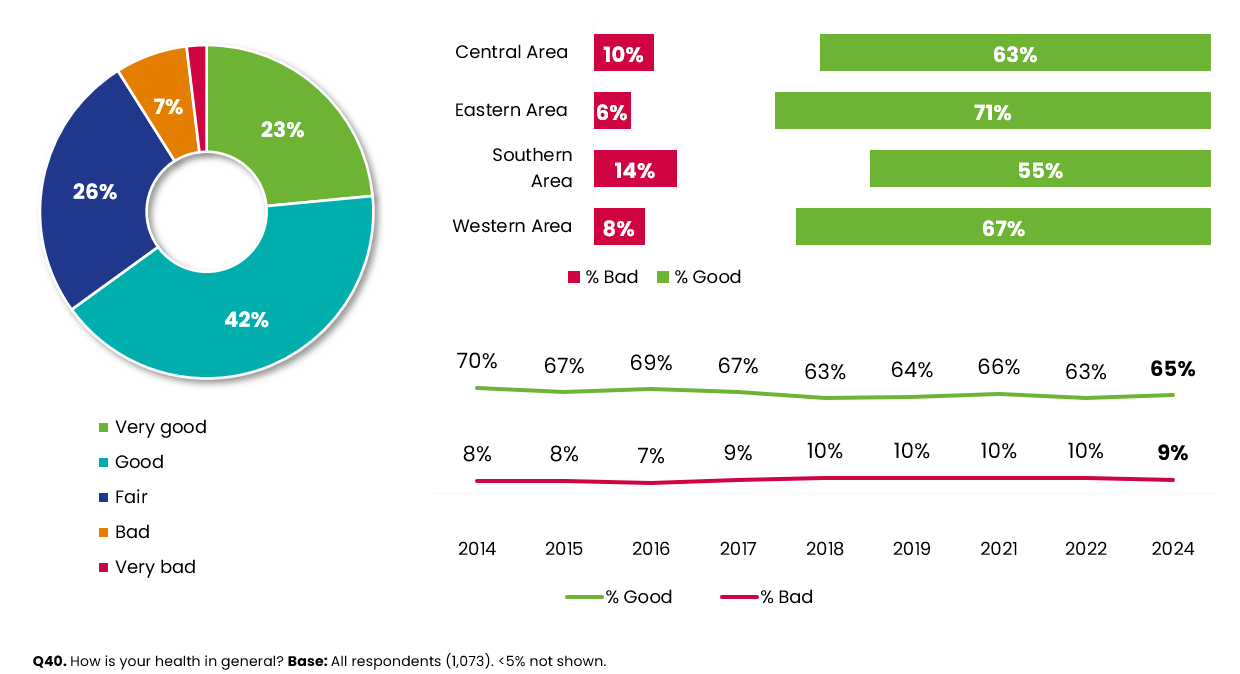 23%
42%
26%
7%
Very good
Good
Fair
Bad
Very bad
Central Area 10% 63%
Eastern Area 6% 71%
Southern
Area 14% 55%
Western Area 8% 67%
% Bad % Good
70% 67% 69% 67% 63% 64% 66% 63% 65%
8% 8% 7% 9% 10% 10% 10% 10% 9%
2014 2015 2016 2017 2018 2019 2021 2022 2024
% Good % Bad
Q40. How is your health in general? Base: All respondents (1,073). <5% not shown.